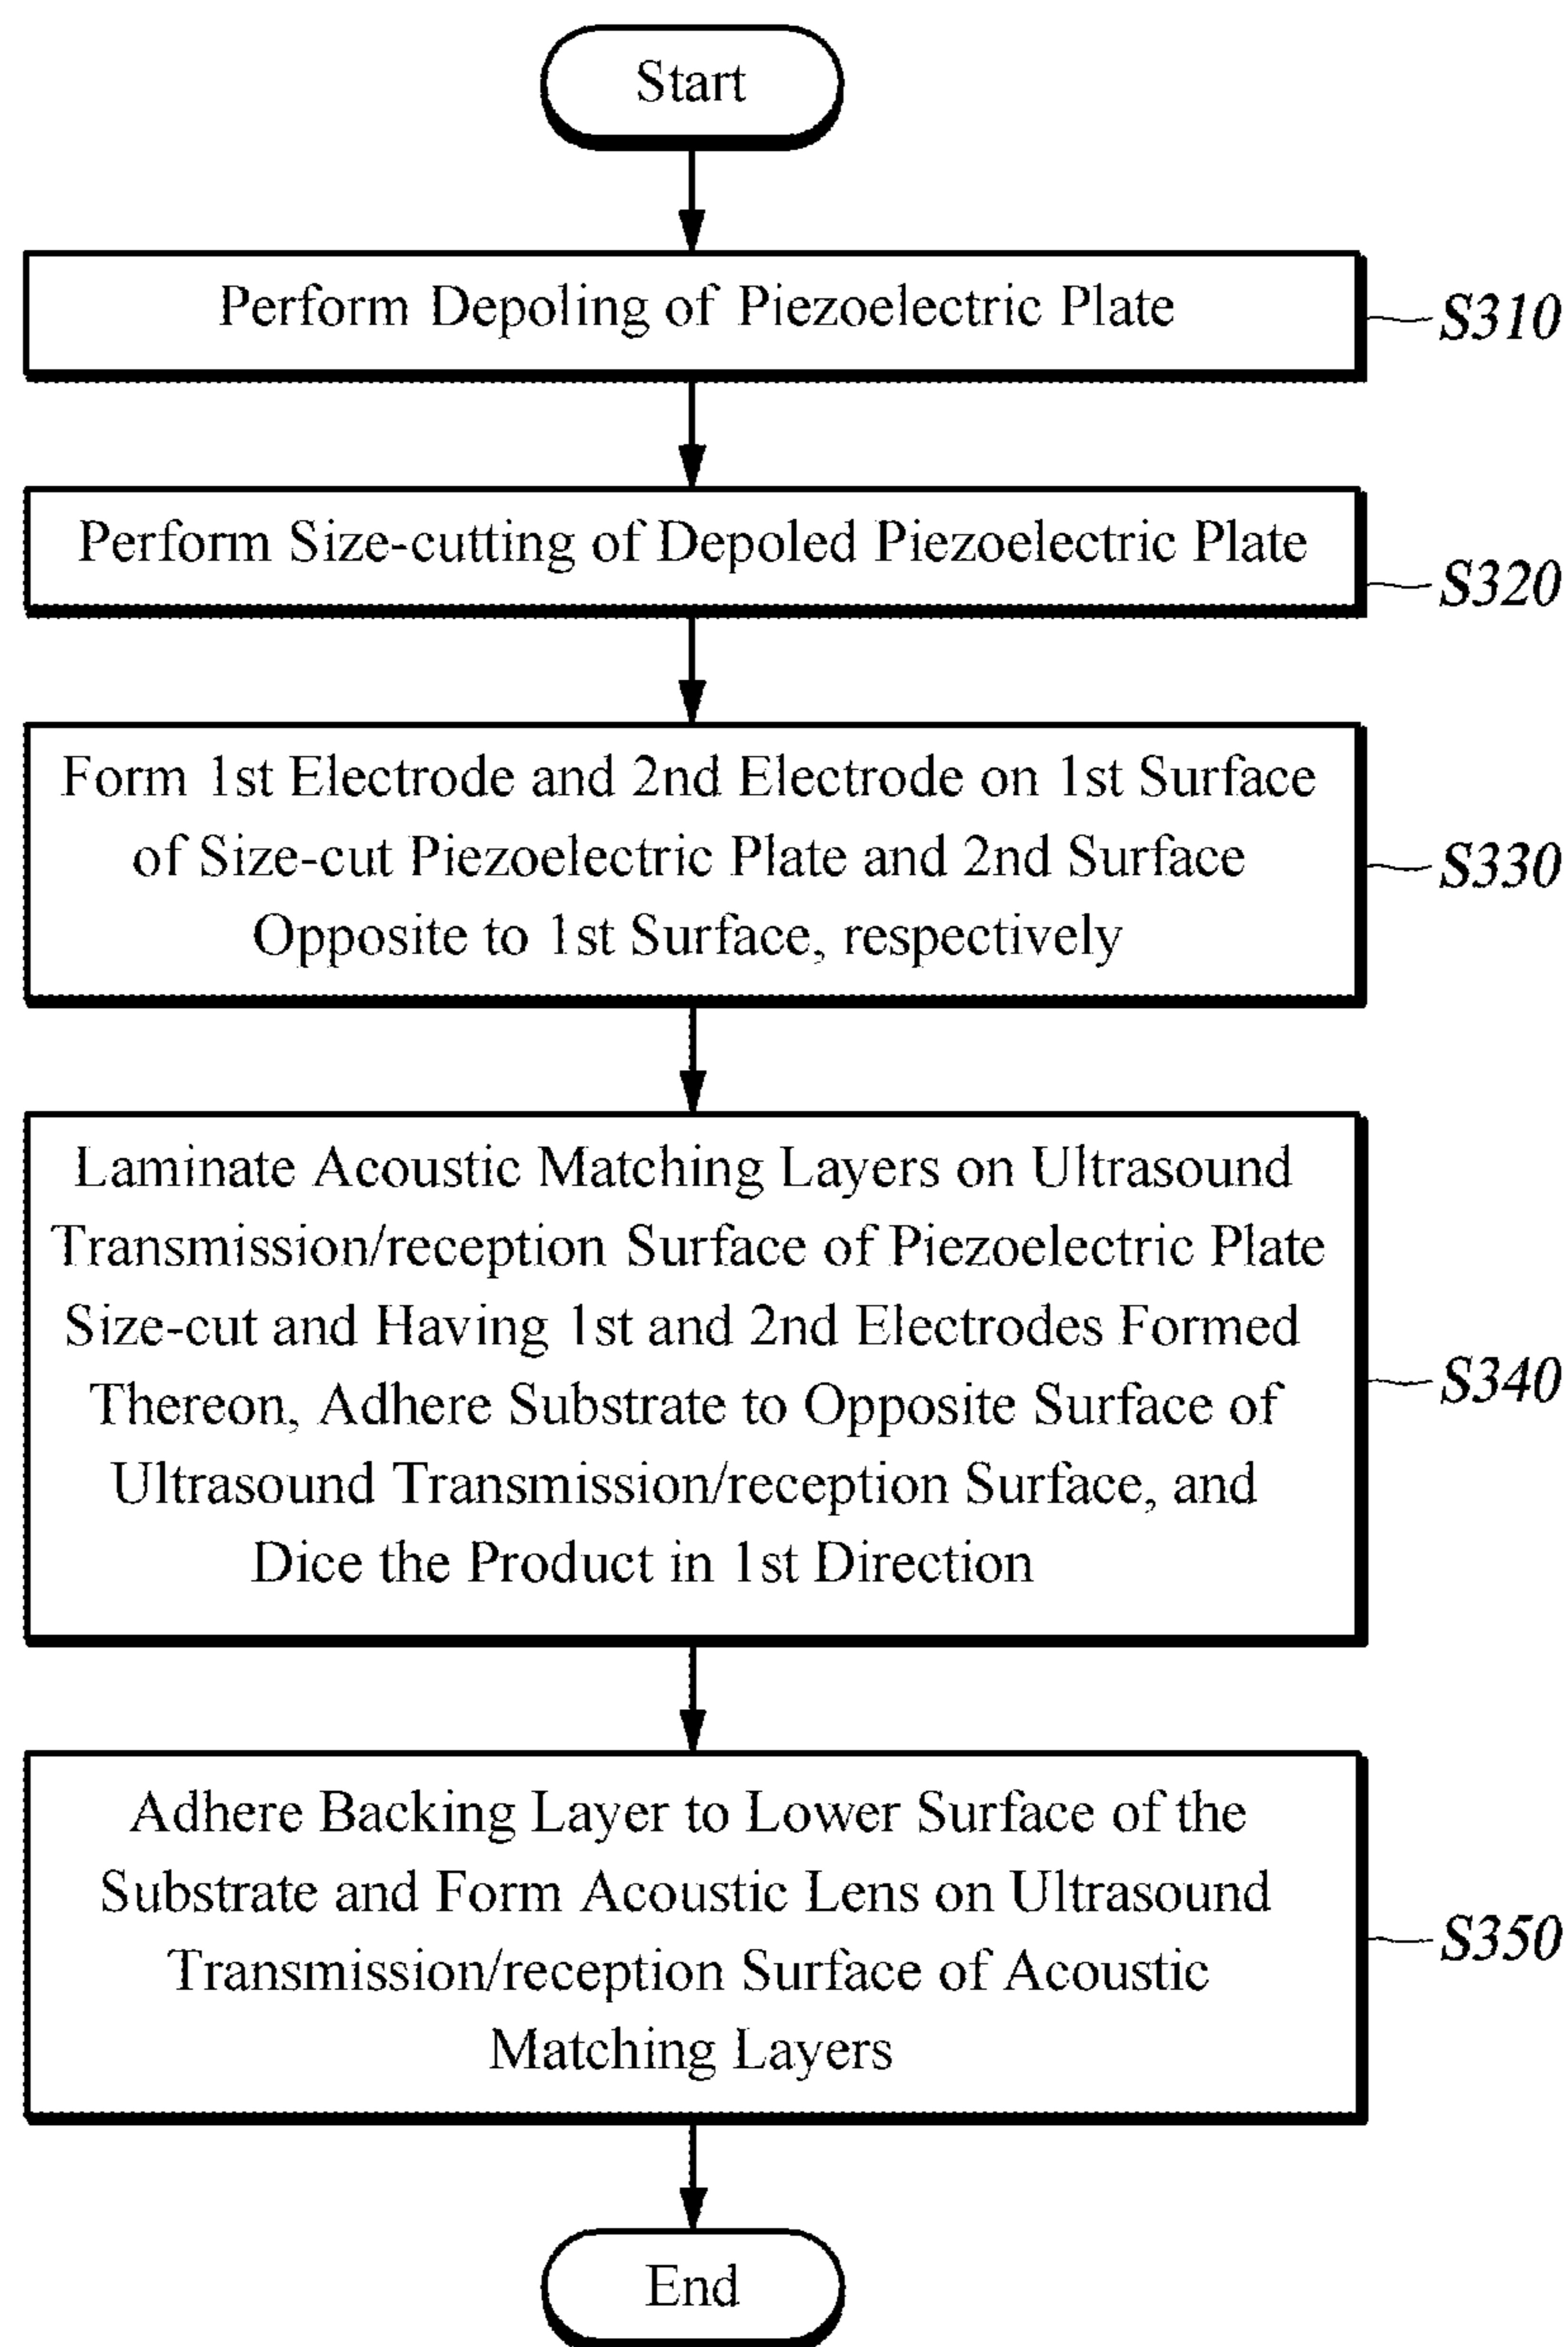 Start
Perform Depoling of Piezoelectric Plate
S310
Perform Size-cutting of Depoled Piezoelectric Plate
S320
Form 1st Electrode and 2nd Electrode on 1st Surface
of Size-cut Piezoelectric Plate and 2nd Surface
Opposite to 1st Surface, respectively
S330
Laminate Acoustic Matching Layers on Ultrasound
Transmission/reception Surface of Piezoelectric Plate
Size-cut and Having 1st and 2nd Electrodes Formed
Thereon, Adhere Substrate to Opposite Surface of
Ultrasound Transmission/reception Surface, and
Dice the Product in 1st Direction
S340
Adhere Backing Layer to Lower Surface of the
Substrate and Form Acoustic Lens on Ultrasound
Transmission/reception Surface of Acoustic
Matching Layers
S350
End